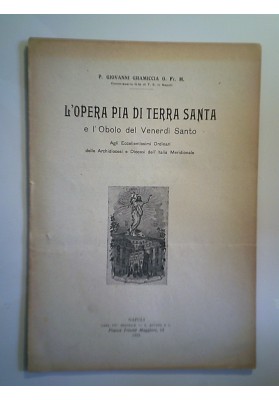 P. GIOVANNI GRAMICCIA O. Fr. M.
L'OPERA PIA DI TERRA SANTA
e l'Obolo del Venerdì Santo
Agli Eccellentissimi Ordinari
delle Archidiocesi e Diocesi dell'Italia Meridionale
NAPOLI